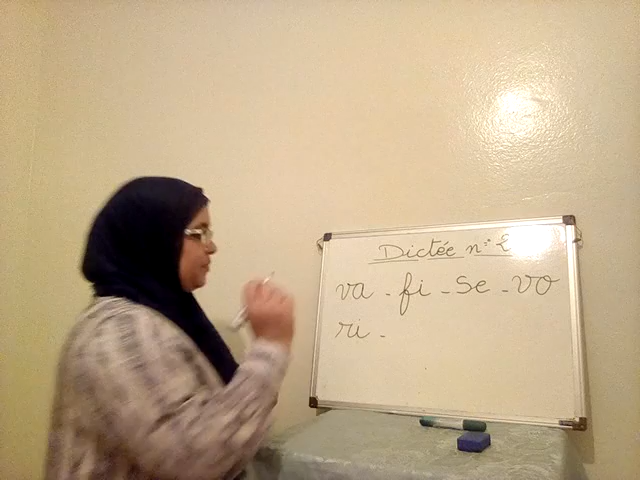 Dictée n° 2
va - fi - se - vo
ri -